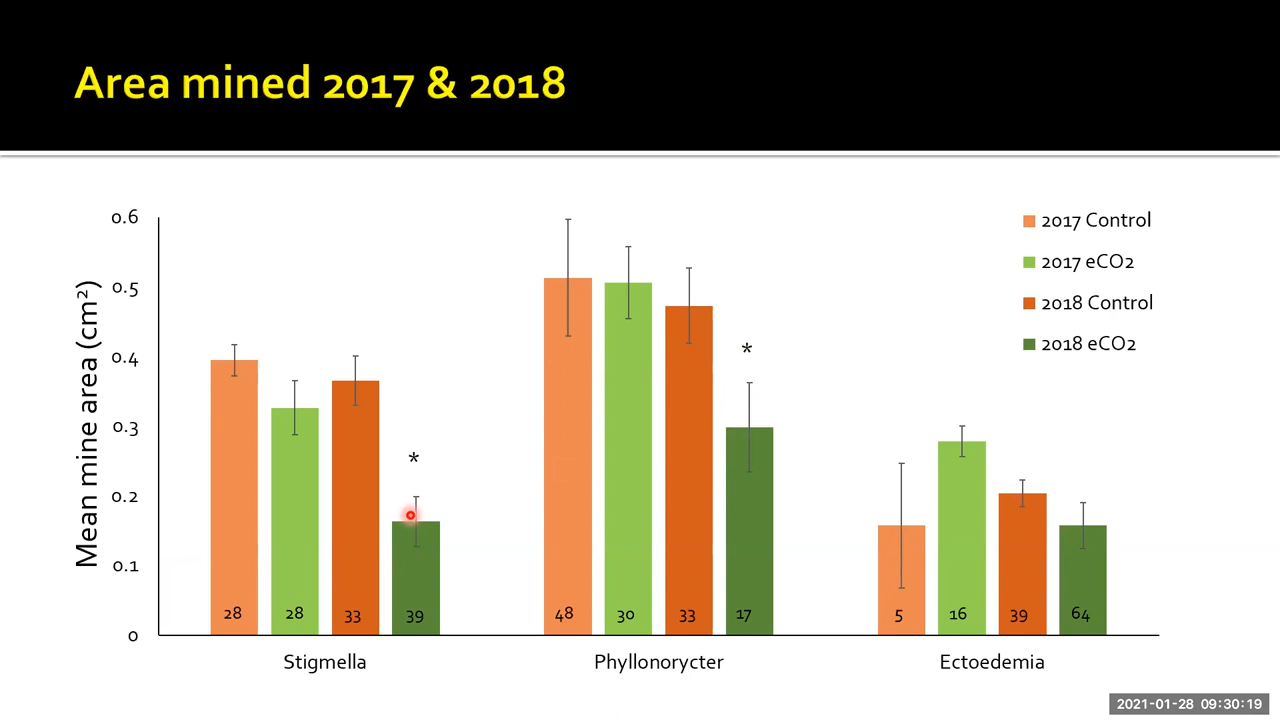 Area mined 2017 & 2018
Mean mine area (cm²)
0.6
0.5
0.4
0.3
0.2
0.1
0
2017 Control
2017 eCO2
2018 Control
2018 eCO2
*
*
28
28
33
39
48
30
33
17
5
16
39
64
Stigmella
Phyllonorycter
Ectoedemia
2021-01-28 09:30:19